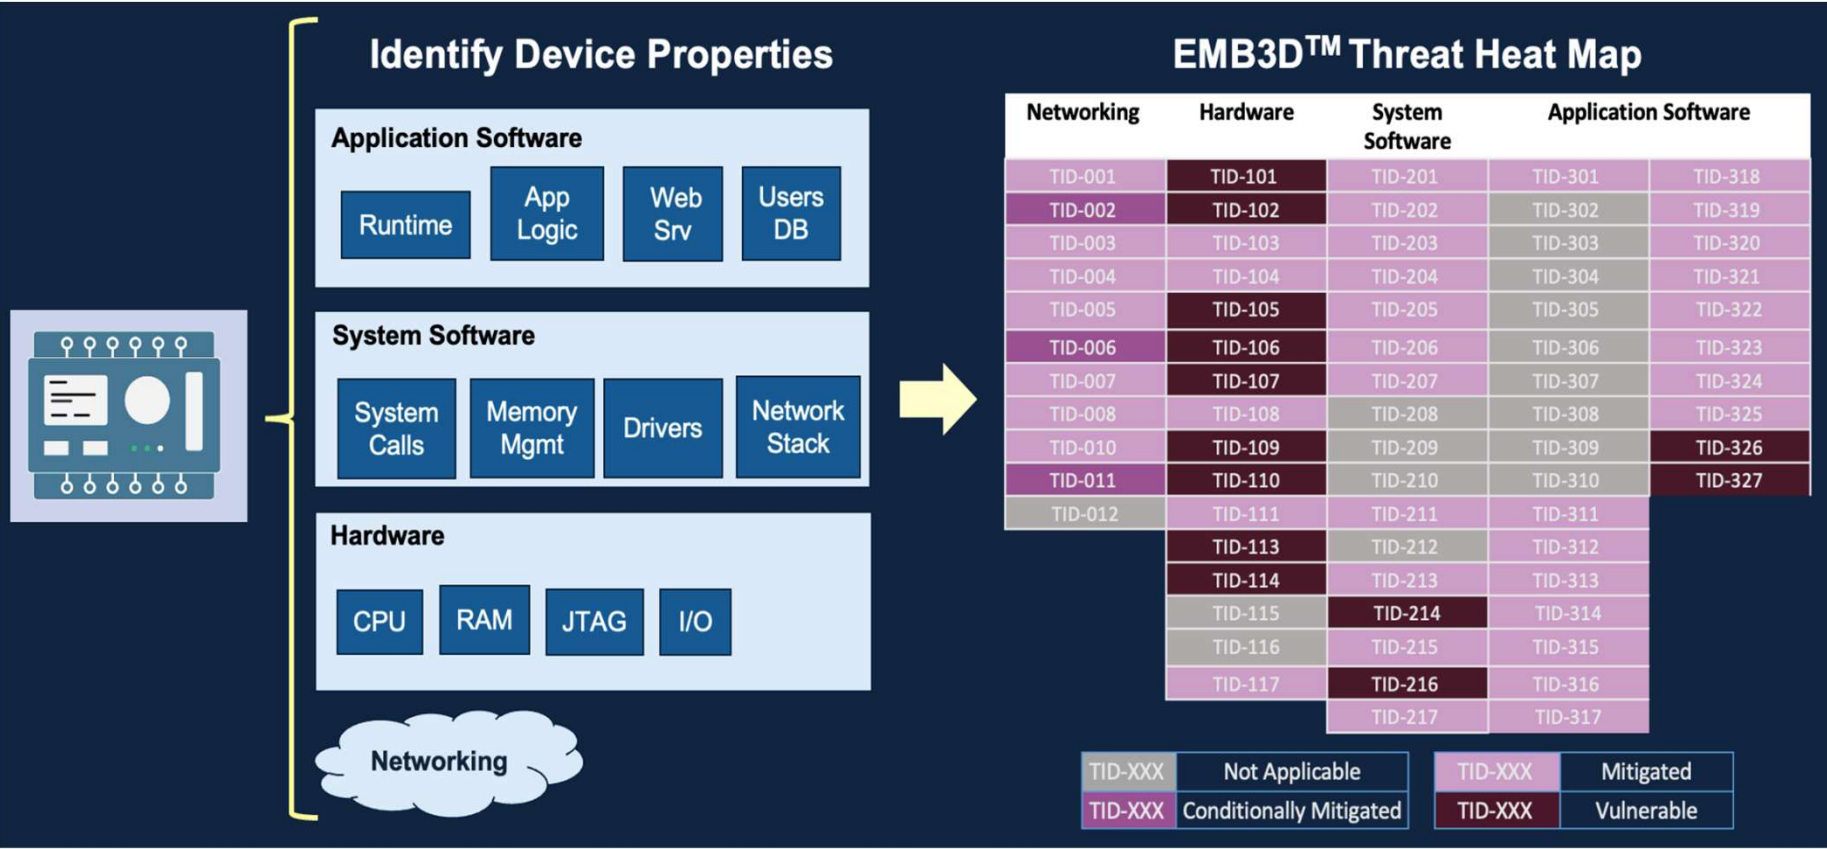 Identify Device Properties
Application Software
Runtime
App
Logic
Web
Srv
Users
DB
System Software
System
Calls
Memory
Mgmt
Drivers
Network
Stack
Hardware
CPU
RAM
JTAG
I/O
Networking
EMB3D™ Threat Heat Map
Networking Hardware System Software Application Software
TID-001 TID-101 TID-201 TID-301 TID-318
TID-002 TID-102 TID-202 TID-302 TID-319
TID-003 TID-103 TID-203 TID-303 TID-320
TID-004 TID-104 TID-204 TID-304 TID-321
TID-005 TID-105 TID-205 TID-305 TID-322
TID-006 TID-106 TID-206 TID-306 TID-323
TID-007 TID-107 TID-207 TID-307 TID-324
TID-008 TID-108 TID-208 TID-308 TID-325
TID-010 TID-109 TID-209 TID-309 TID-326
TID-011 TID-110 TID-210 TID-310 TID-327
TID-012 TID-111 TID-211 TID-311
TID-113 TID-212 TID-312
TID-114 TID-213 TID-313
TID-115 TID-214 TID-314
TID-116 TID-215 TID-315
TID-117 TID-216 TID-316
TID-217 TID-317
TID-XXX Not Applicable TID-XXX Mitigated
TID-XXX Conditionally Mitigated TID-XXX Vulnerable